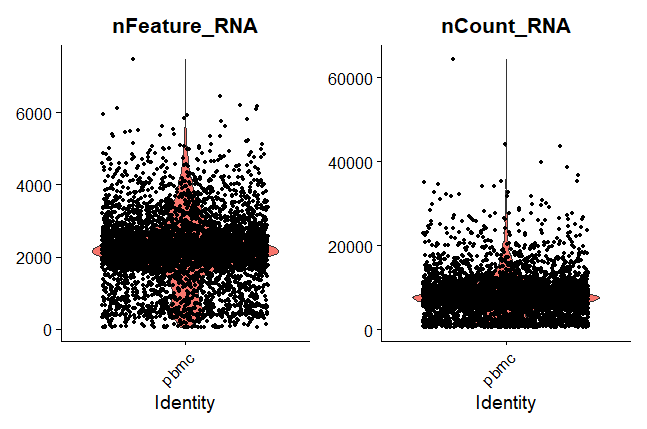 nFeature_RNA
6000
4000
2000
0
pbmc
Identity
nCount_RNA
60000
40000
20000
0
pbmc
Identity